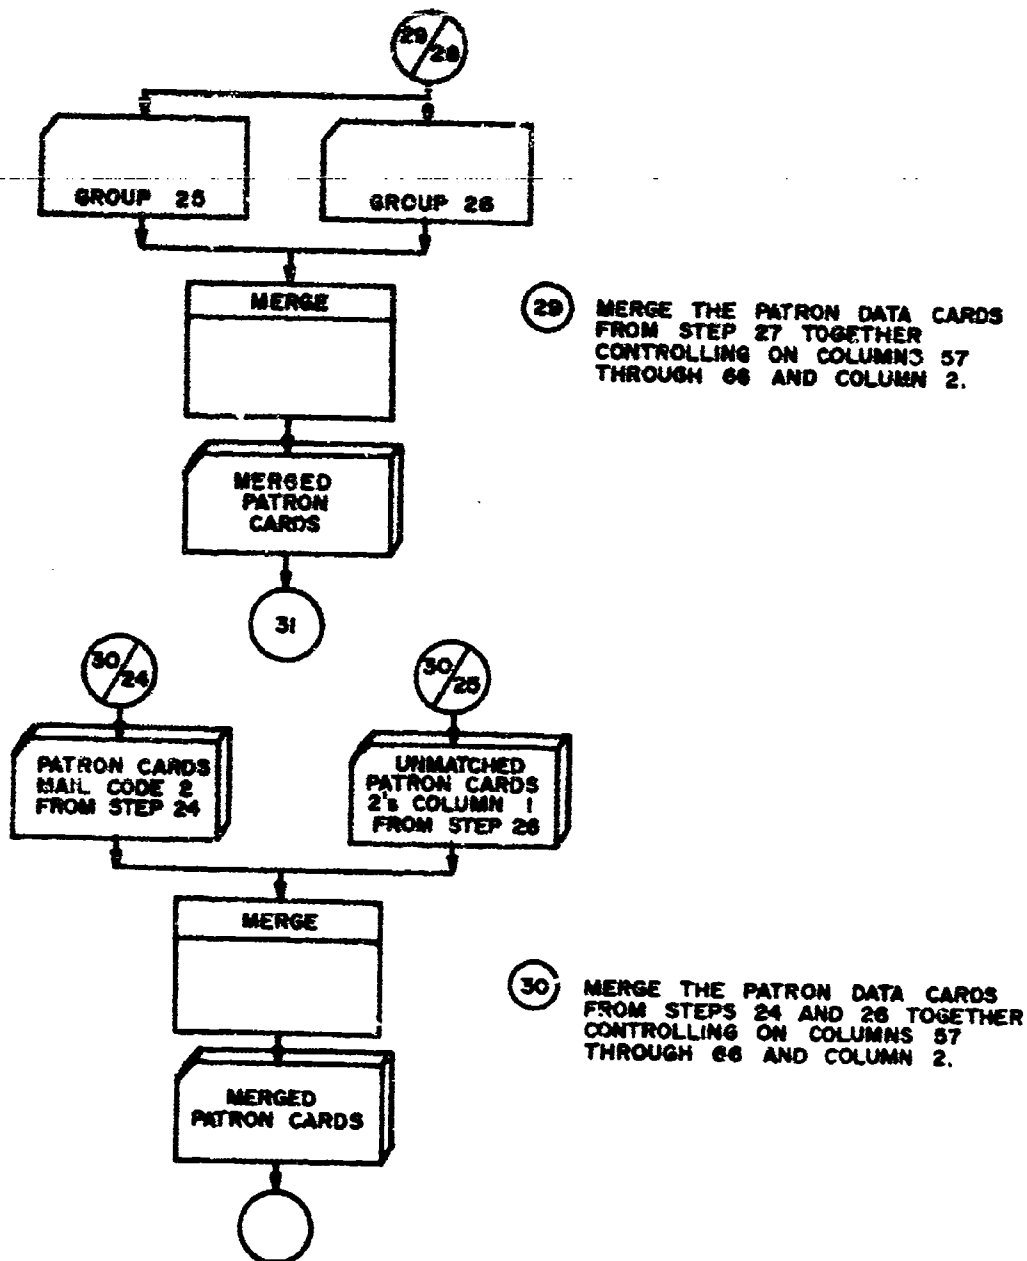 29/28
GROUP 25
GROUP 26
MERGE
29
MERGE THE PATRON DATA CARDS
FROM STEP 27 TOGETHER
CONTROLLING ON COLUMNS 57
THROUGH 66 AND COLUMN 2.
MERGED
PATRON
CARDS
31
30/24
30/25
PATRON CARDS
MAIL CODE 2
FROM STEP 24
UNMATCHED
PATRON CARDS
2's COLUMN 1
FROM STEP 26
MERGE
30
MERGE THE PATRON DATA CARDS
FROM STEPS 24 AND 26 TOGETHER
CONTROLLING ON COLUMNS 57
THROUGH 66 AND COLUMN 2.
MERGED
PATRON CARDS